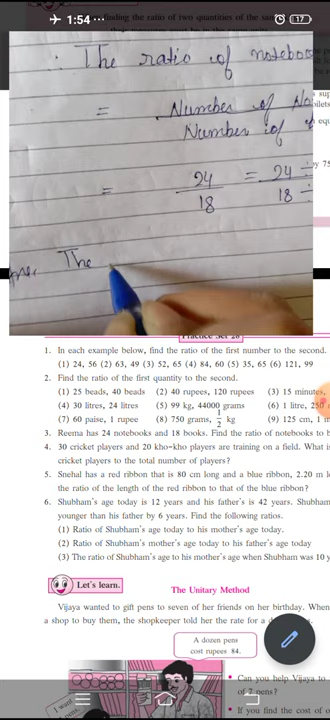 1:54
17
finding the ratio of two quantities of the
∴ The ratio of
= Number of
Number of
= 24/18 = 24 ÷/18 ÷
The
Practice Set 28
1. In each example below, find the ratio of the first number to the second.
(1) 24, 56 (2) 63, 49 (3) 52, 65 (4) 84, 60 (5) 35, 65 (6) 121, 99
2. Find the ratio of the first quantity to the second.
(1) 25 beads, 40 beads (2) 40 rupees, 120 rupees (3) 15 minutes,
(4) 30 litres, 24 litres (5) 99 kg, 44000 grams (6) 1 litre, 250
(7) 60 paise, 1 rupee (8) 750 grams, 1/2 kg (9) 125 cm, 1 m
3. Reema has 24 notebooks and 18 books. Find the ratio of notebooks to b
4. 30 cricket players and 20 kho-kho players are training on a field. What is
cricket players to the total number of players?
5. Snehal has a red ribbon that is 80 cm long and a blue ribbon, 2.20 m l
the ratio of the length of the red ribbon to that of the blue ribbon?
6. Shubham's age today is 12 years and his father's is 42 years. Shubham
younger than his father by 6 years. Find the following ratios.
(1) Ratio of Shubham's age today to his mother's age today.
(2) Ratio of Shubham's mother's age today to his father's age today
(3) The ratio of Shubham's age to his mother's age when Shubham was 10 y
Let's learn.
The Unitary Method
Vijaya wanted to gift pens to seven of her friends on her birthday. When
a shop to buy them, the shopkeeper told her the rate for a
A dozen pens
cost rupees 84.
• Can you help Vijaya to
of 7 pens?
• If you find the cost of o
I want